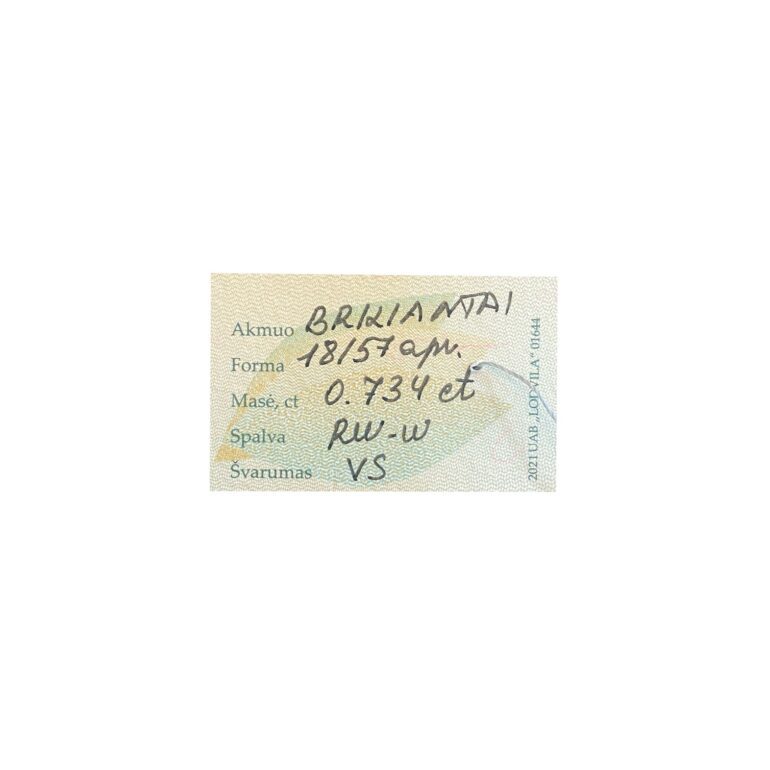 Akmuo BRILIANTAI
Forma 18/57 apv.
Masė, ct 0.734 ct
Spalva RW-W
Švarumas VS
2021 UAB „LODVILA“ 01644